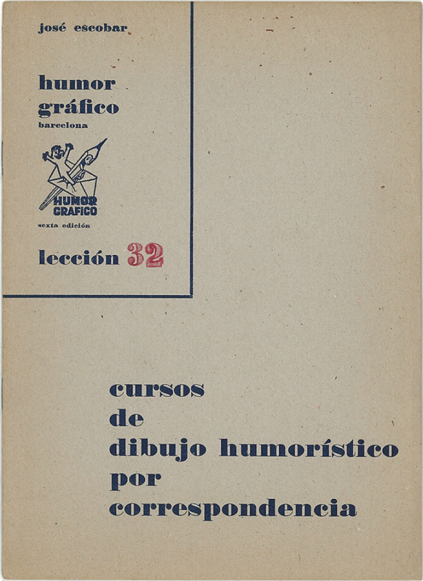 josé escobar
humor
gráfico
barcelona
HUMOR
GRAFICO
sexta edición
lección 32
cursos
de
dibujo humorístico
por
correspondencia